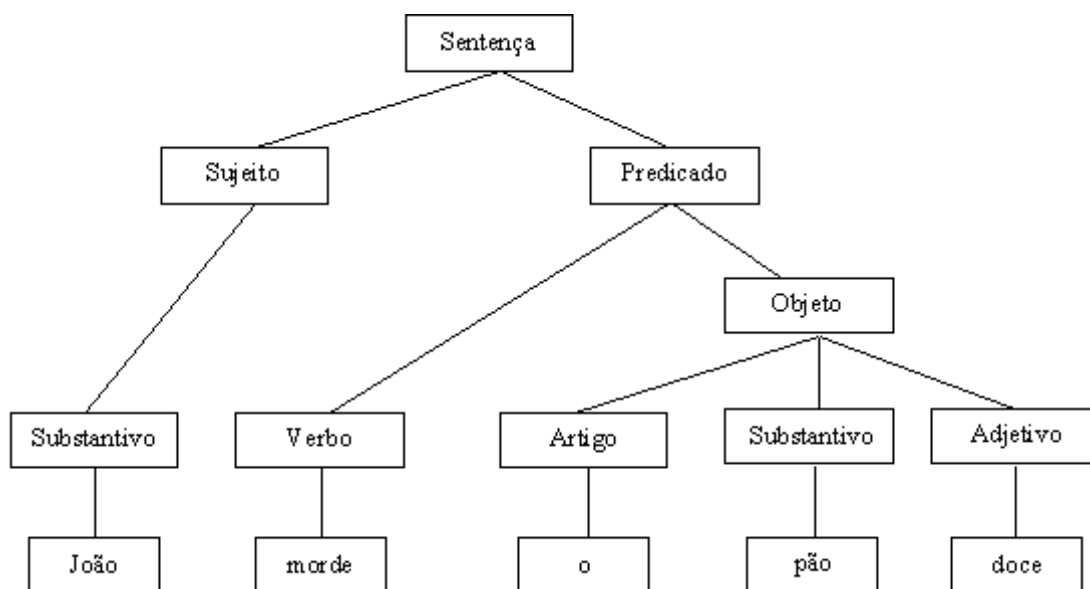 Sentença
Sujeito
Predicado
Objeto
Substantivo
Verbo
Artigo
Substantivo
Adjetivo
João
morde
o
pão
doce